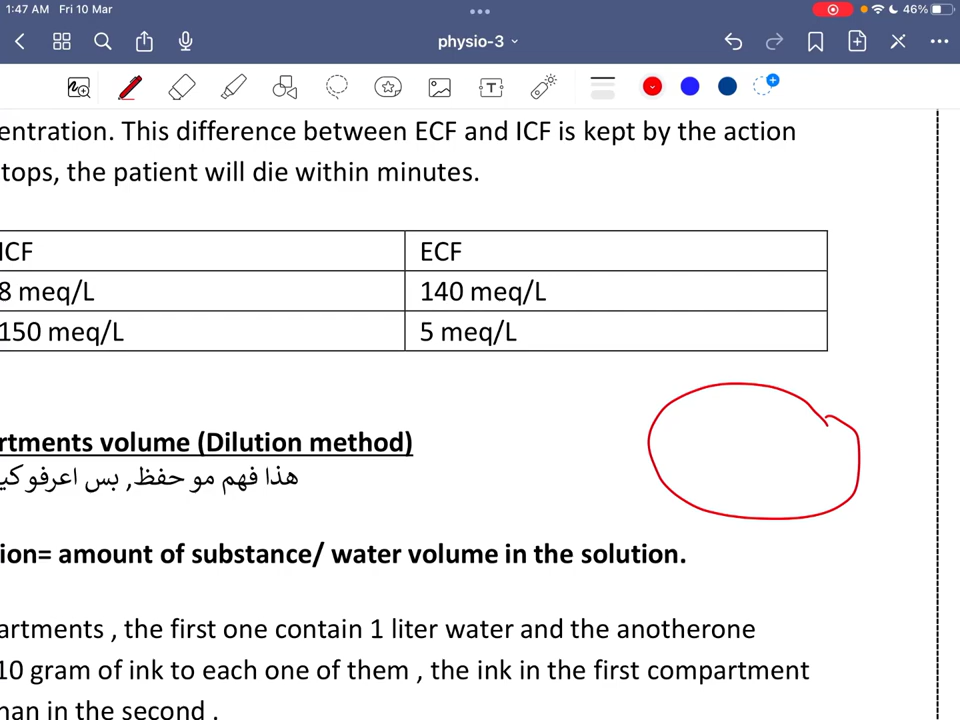 1:47 AM Fri 10 Mar
46%
physio-3
entration. This difference between ECF and ICF is kept by the action
tops, the patient will die within minutes.
ICF ECF
8 meq/L 140 meq/L
150 meq/L 5 meq/L
rtments volume (Dilution method)
هذا فهم مو حفظ, بس اعرفو كي
ion= amount of substance/ water volume in the solution.
artments , the first one contain 1 liter water and the anotherone
10 gram of ink to each one of them , the ink in the first compartment
han in the second .